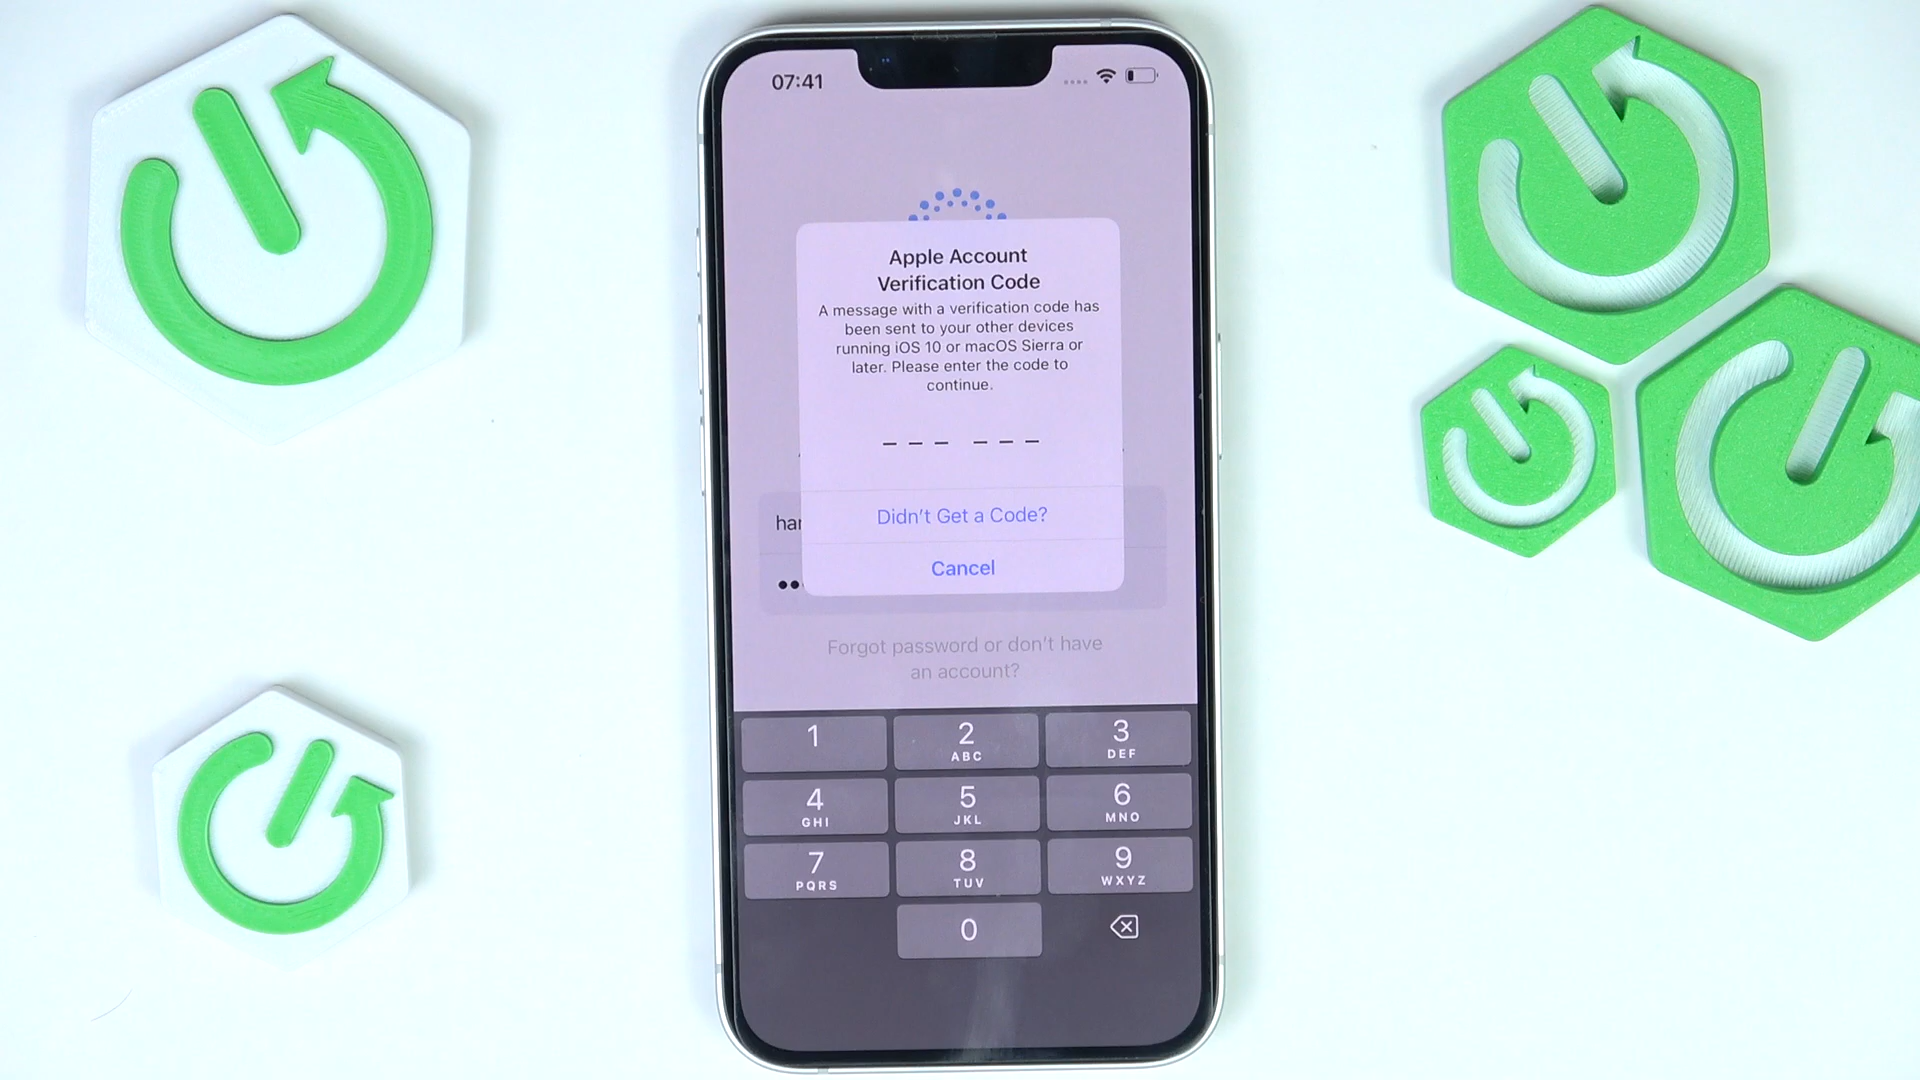 07:41
Apple Account
Verification Code
A message with a verification code has
been sent to your other devices
running iOS 10 or macOS Sierra or
later. Please enter the code to
continue.
Didn't Get a Code?
har
Cancel
Forgot password or don't have
an account?
1 2 3
ABC DEF
4 5 6
GHI JKL MNO
7 8 9
PQRS TUV WXYZ
0